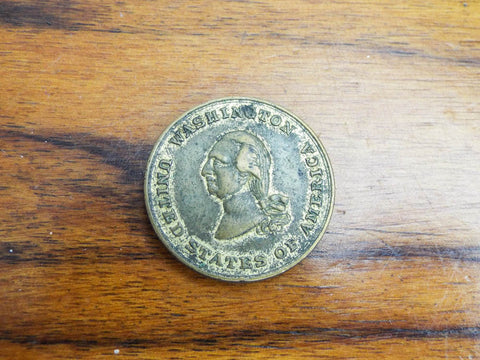 WASHINGTON
UNITED STATES OF AMERICA